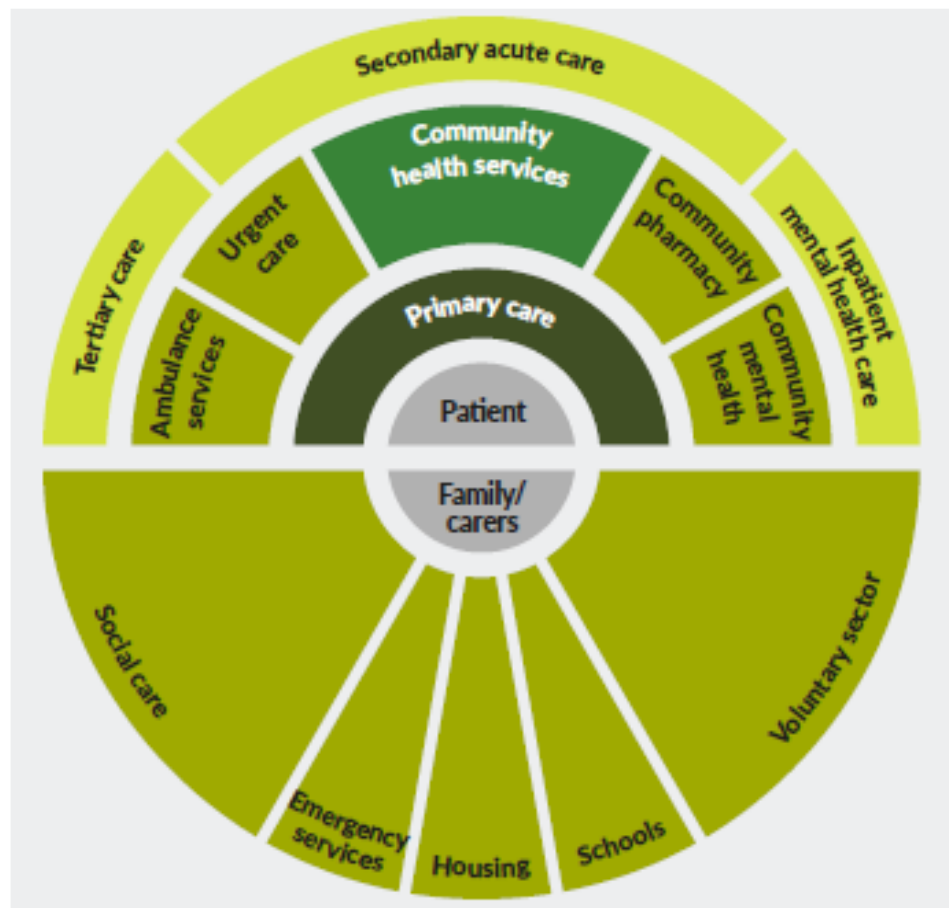 Secondary acute care
Tertiary care
Inpatient
mental health care
Community
health services
Urgent
care
Community
pharmacy
Ambulance
services
Community
mental
health
Primary care
Patient
Family/
carers
Social care
Emergency
services
Housing
Schools
Voluntary sector